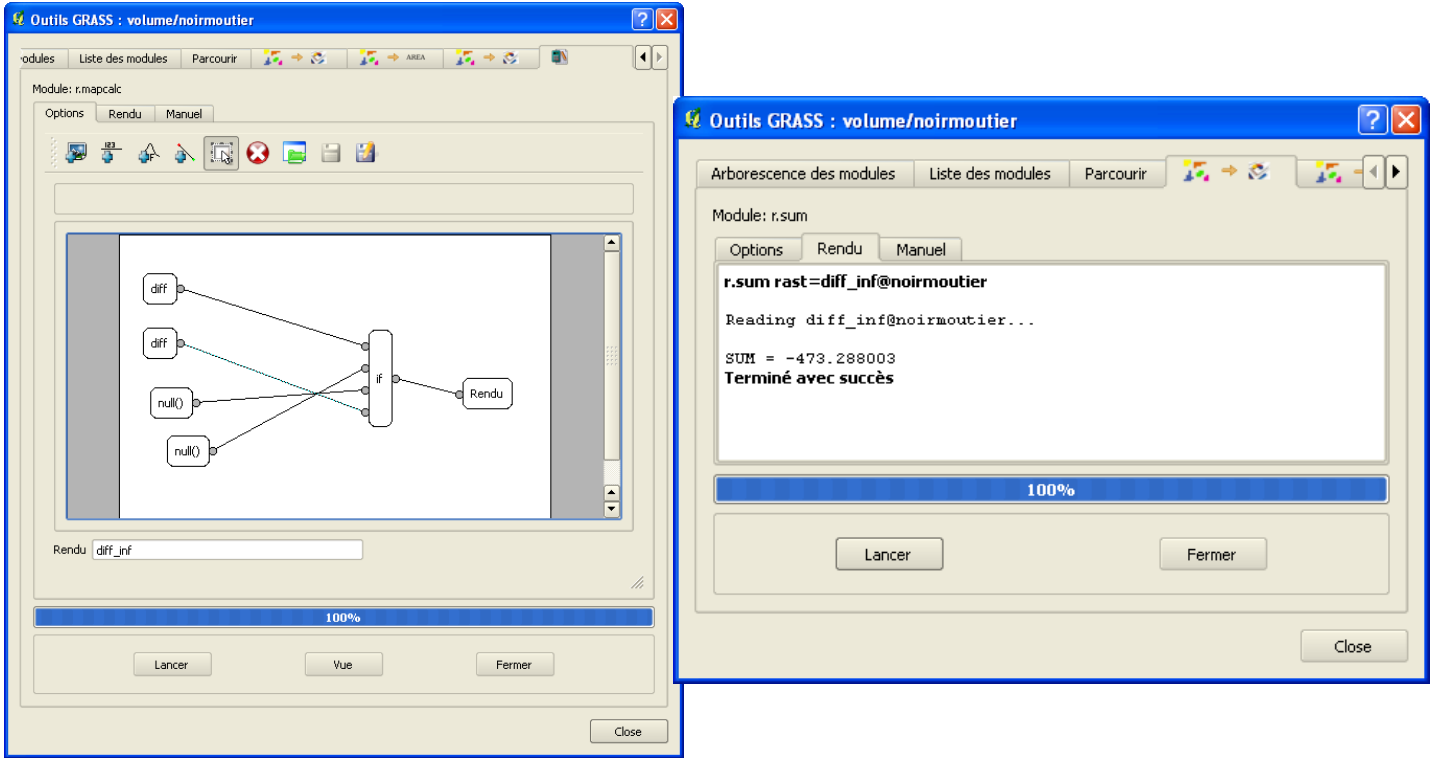 Outils GRASS : volume/noirmoutier
odules Liste des modules Parcourir AREA
Module: r.mapcalc
Options Rendu Manuel
diff
diff
if
null()
Rendu
null()
Rendu diff_inf
100%
Lancer Vue Fermer
Close
Outils GRASS : volume/noirmoutier
Arborescence des modules Liste des modules Parcourir
Module: r.sum
Options Rendu Manuel
r.sum rast=diff_inf@noirmoutier
Reading diff_inf@noirmoutier...
SUM = -473.288003
Terminé avec succès
100%
Lancer Fermer
Close